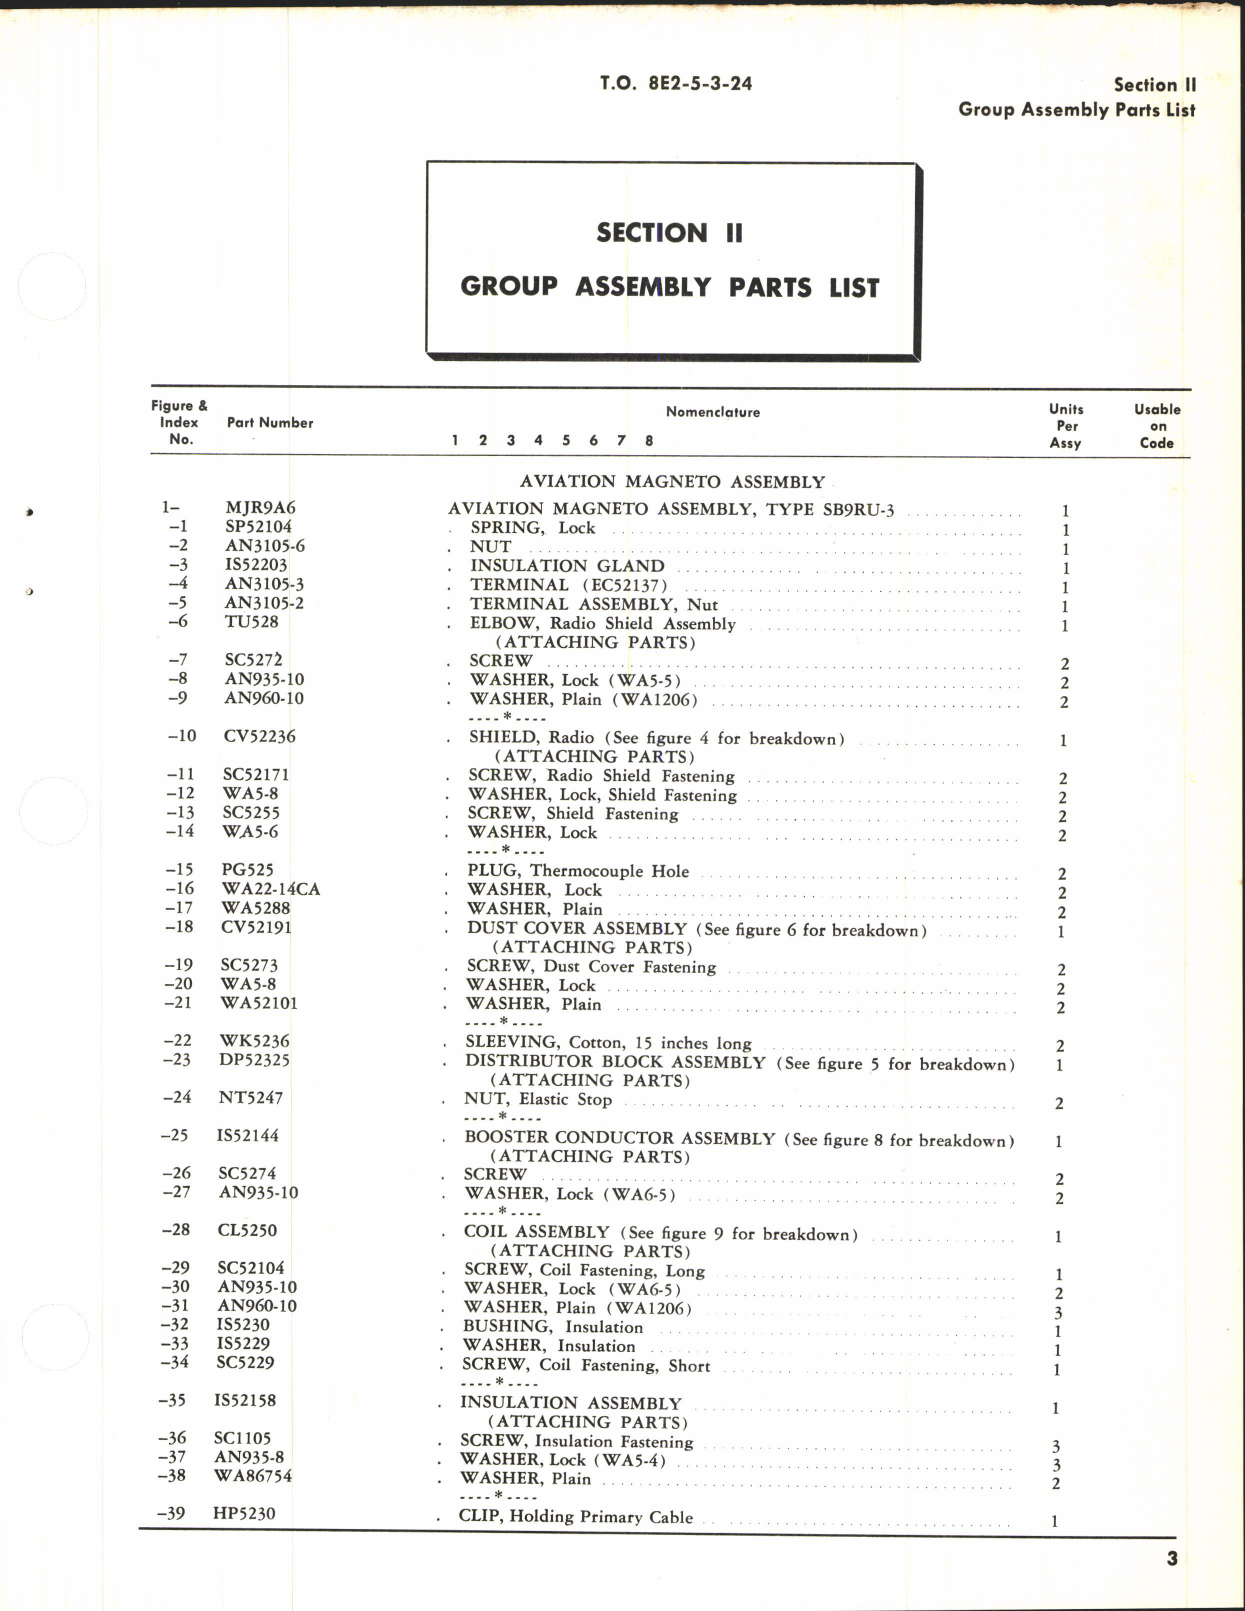 T.O. 8E2-5-3-24
Section II
Group Assembly Parts List
SECTION II
GROUP ASSEMBLY PARTS LIST
Figure & Index No. Part Number Nomenclature 1 2 3 4 5 6 7 8 Units Per Assy Usable on Code
AVIATION MAGNETO ASSEMBLY
1– MJR9A6 AVIATION MAGNETO ASSEMBLY, TYPE SB9RU-3 1
–1 SP52104 . SPRING, Lock 1
–2 AN3105-6 . NUT 1
–3 IS52203 . INSULATION GLAND 1
–4 AN3105-3 . TERMINAL (EC52137) 1
–5 AN3105-2 . TERMINAL ASSEMBLY, Nut 1
–6 TU528 . ELBOW, Radio Shield Assembly 1
(ATTACHING PARTS)
–7 SC5272 . SCREW 2
–8 AN935-10 . WASHER, Lock (WA5-5) 2
–9 AN960-10 . WASHER, Plain (WA1206) 2
----*----
–10 CV52236 . SHIELD, Radio (See figure 4 for breakdown) 1
(ATTACHING PARTS)
–11 SC52171 . SCREW, Radio Shield Fastening 2
–12 WA5-8 . WASHER, Lock, Shield Fastening 2
–13 SC5255 . SCREW, Shield Fastening 2
–14 WA5-6 . WASHER, Lock 2
----*----
–15 PG525 . PLUG, Thermocouple Hole 2
–16 WA22-14CA . WASHER, Lock 2
–17 WA5288 . WASHER, Plain 2
–18 CV52191 . DUST COVER ASSEMBLY (See figure 6 for breakdown) 1
(ATTACHING PARTS)
–19 SC5273 . SCREW, Dust Cover Fastening 2
–20 WA5-8 . WASHER, Lock 2
–21 WA52101 . WASHER, Plain 2
----*----
–22 WK5236 . SLEEVING, Cotton, 15 inches long 2
–23 DP52325 . DISTRIBUTOR BLOCK ASSEMBLY (See figure 5 for breakdown) 1
(ATTACHING PARTS)
–24 NT5247 . NUT, Elastic Stop 2
----*----
–25 IS52144 . BOOSTER CONDUCTOR ASSEMBLY (See figure 8 for breakdown) 1
(ATTACHING PARTS)
–26 SC5274 . SCREW 2
–27 AN935-10 . WASHER, Lock (WA6-5) 2
----*----
–28 CL5250 . COIL ASSEMBLY (See figure 9 for breakdown) 1
(ATTACHING PARTS)
–29 SC52104 . SCREW, Coil Fastening, Long 1
–30 AN935-10 . WASHER, Lock (WA6-5) 2
–31 AN960-10 . WASHER, Plain (WA1206) 3
–32 IS5230 . BUSHING, Insulation 1
–33 IS5229 . WASHER, Insulation 1
–34 SC5229 . SCREW, Coil Fastening, Short 1
----*----
–35 IS52158 . INSULATION ASSEMBLY 1
(ATTACHING PARTS)
–36 SC1105 . SCREW, Insulation Fastening 3
–37 AN935-8 . WASHER, Lock (WA5-4) 3
–38 WA86754 . WASHER, Plain 2
----*----
–39 HP5230 . CLIP, Holding Primary Cable 1
3